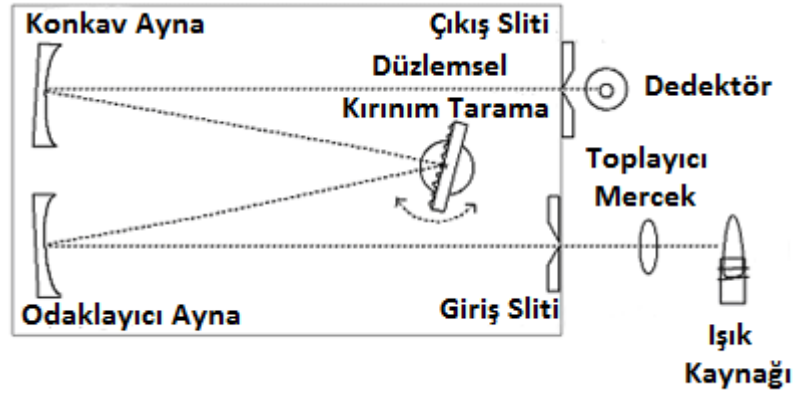 Konkav Ayna
Çıkış Sliti
Düzlemsel
Kırınım Tarama
Dedektör
Toplayıcı
Mercek
Odaklayıcı Ayna
Giriş Sliti
Işık
Kaynağı